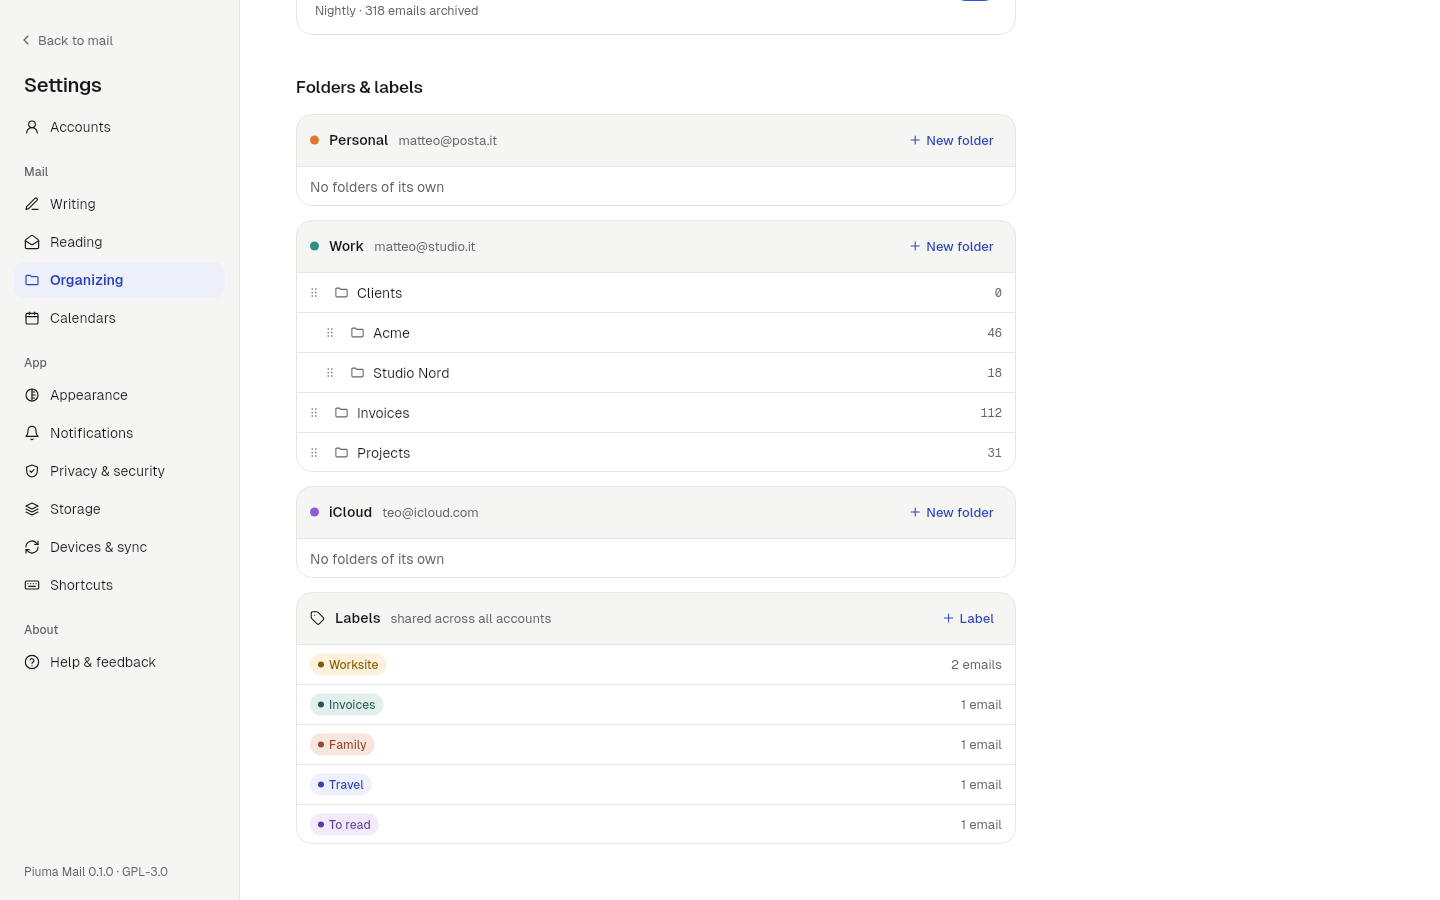 Back to mail
Settings
Accounts
Mail
Writing
Reading
Organizing
Calendars
App
Appearance
Notifications
Privacy & security
Storage
Devices & sync
Shortcuts
About
Help & feedback
Piuma Mail 0.1.0 · GPL-3.0
Nightly · 318 emails archived
Folders & labels
Personal matteo@posta.it + New folder
No folders of its own
Work matteo@studio.it + New folder
Clients 0
Acme 46
Studio Nord 18
Invoices 112
Projects 31
iCloud teo@icloud.com + New folder
No folders of its own
Labels shared across all accounts + Label
Worksite 2 emails
Invoices 1 email
Family 1 email
Travel 1 email
To read 1 email